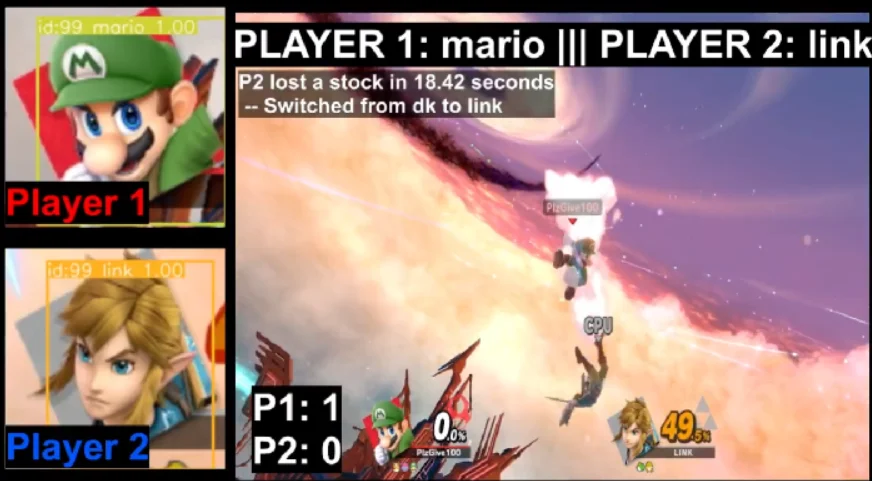 id:99 mario 1.00
Player 1
id:99 link 1.00
Player 2
PLAYER 1: mario ||| PLAYER 2: link
P2 lost a stock in 18.42 seconds
-- Switched from dk to link
PlzGive100
CPU
P1: 1
P2: 0
M
0.0%
PlzGive100
49.5%
LINK